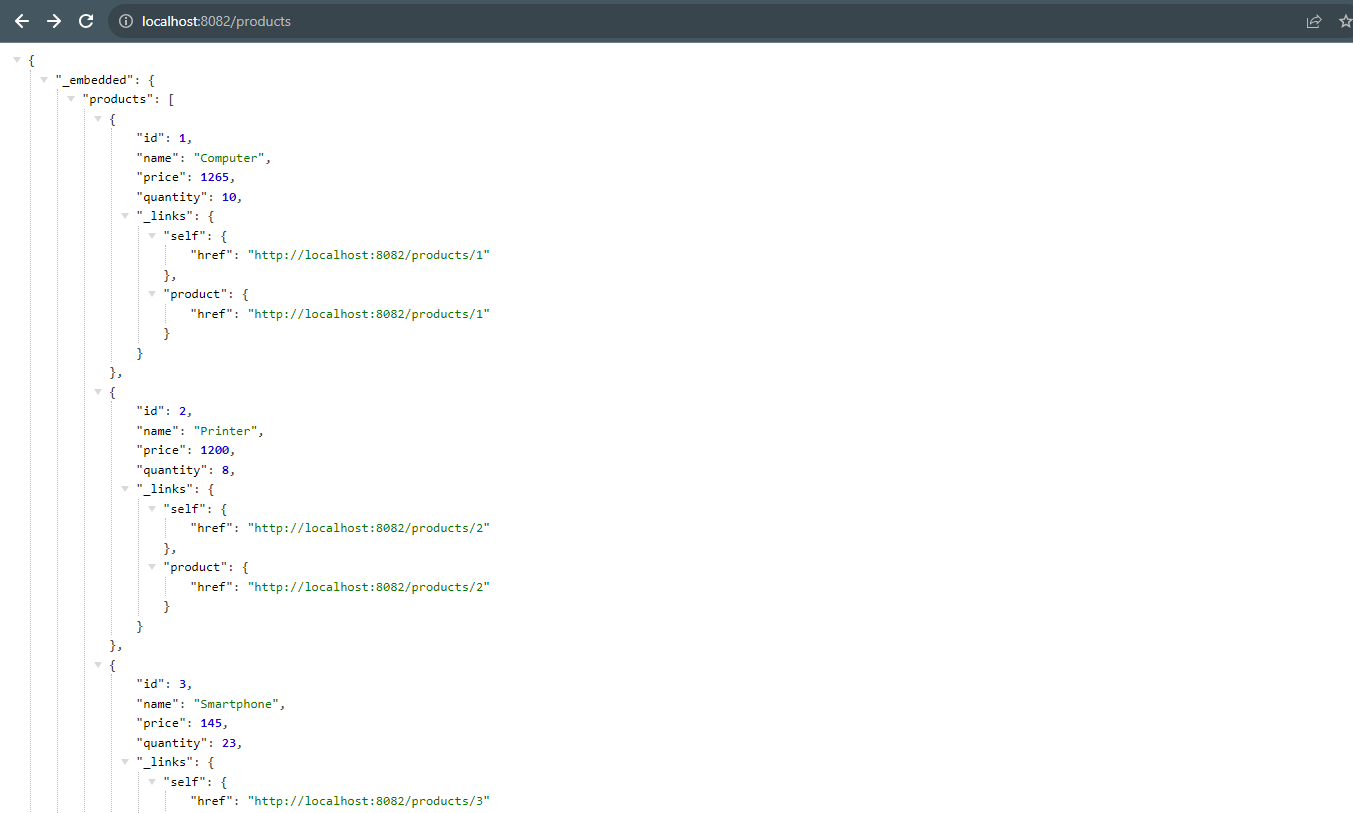 localhost:8082/products
{
"_embedded": {
"products": [
{
"id": 1,
"name": "Computer",
"price": 1265,
"quantity": 10,
"_links": {
"self": {
"href": "http://localhost:8082/products/1"
},
"product": {
"href": "http://localhost:8082/products/1"
}
}
},
{
"id": 2,
"name": "Printer",
"price": 1200,
"quantity": 8,
"_links": {
"self": {
"href": "http://localhost:8082/products/2"
},
"product": {
"href": "http://localhost:8082/products/2"
}
}
},
{
"id": 3,
"name": "Smartphone",
"price": 145,
"quantity": 23,
"_links": {
"self": {
"href": "http://localhost:8082/products/3"